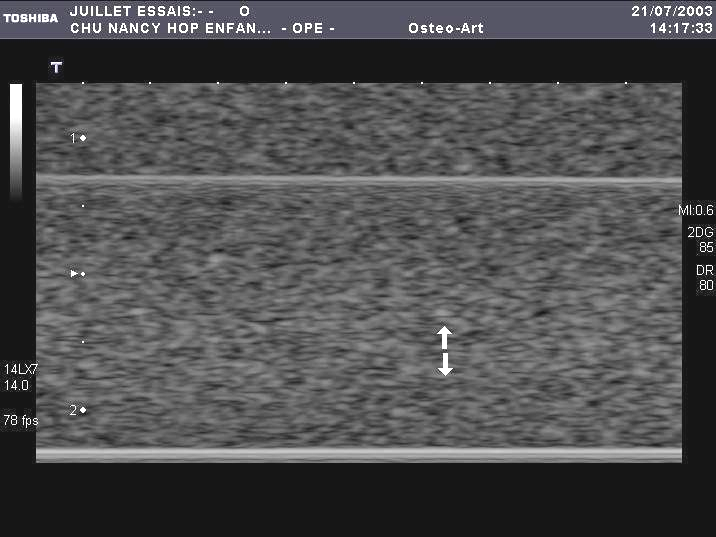 TOSHIBA
JUILLET ESSAIS:- - O
21/07/2003
CHU NANCY HOP ENFAN... - OPE -
Osteo-Art
14:17:33
T
1
MI:0.6
2DG
85
DR
80
14LX7
14.0
2
78 fps